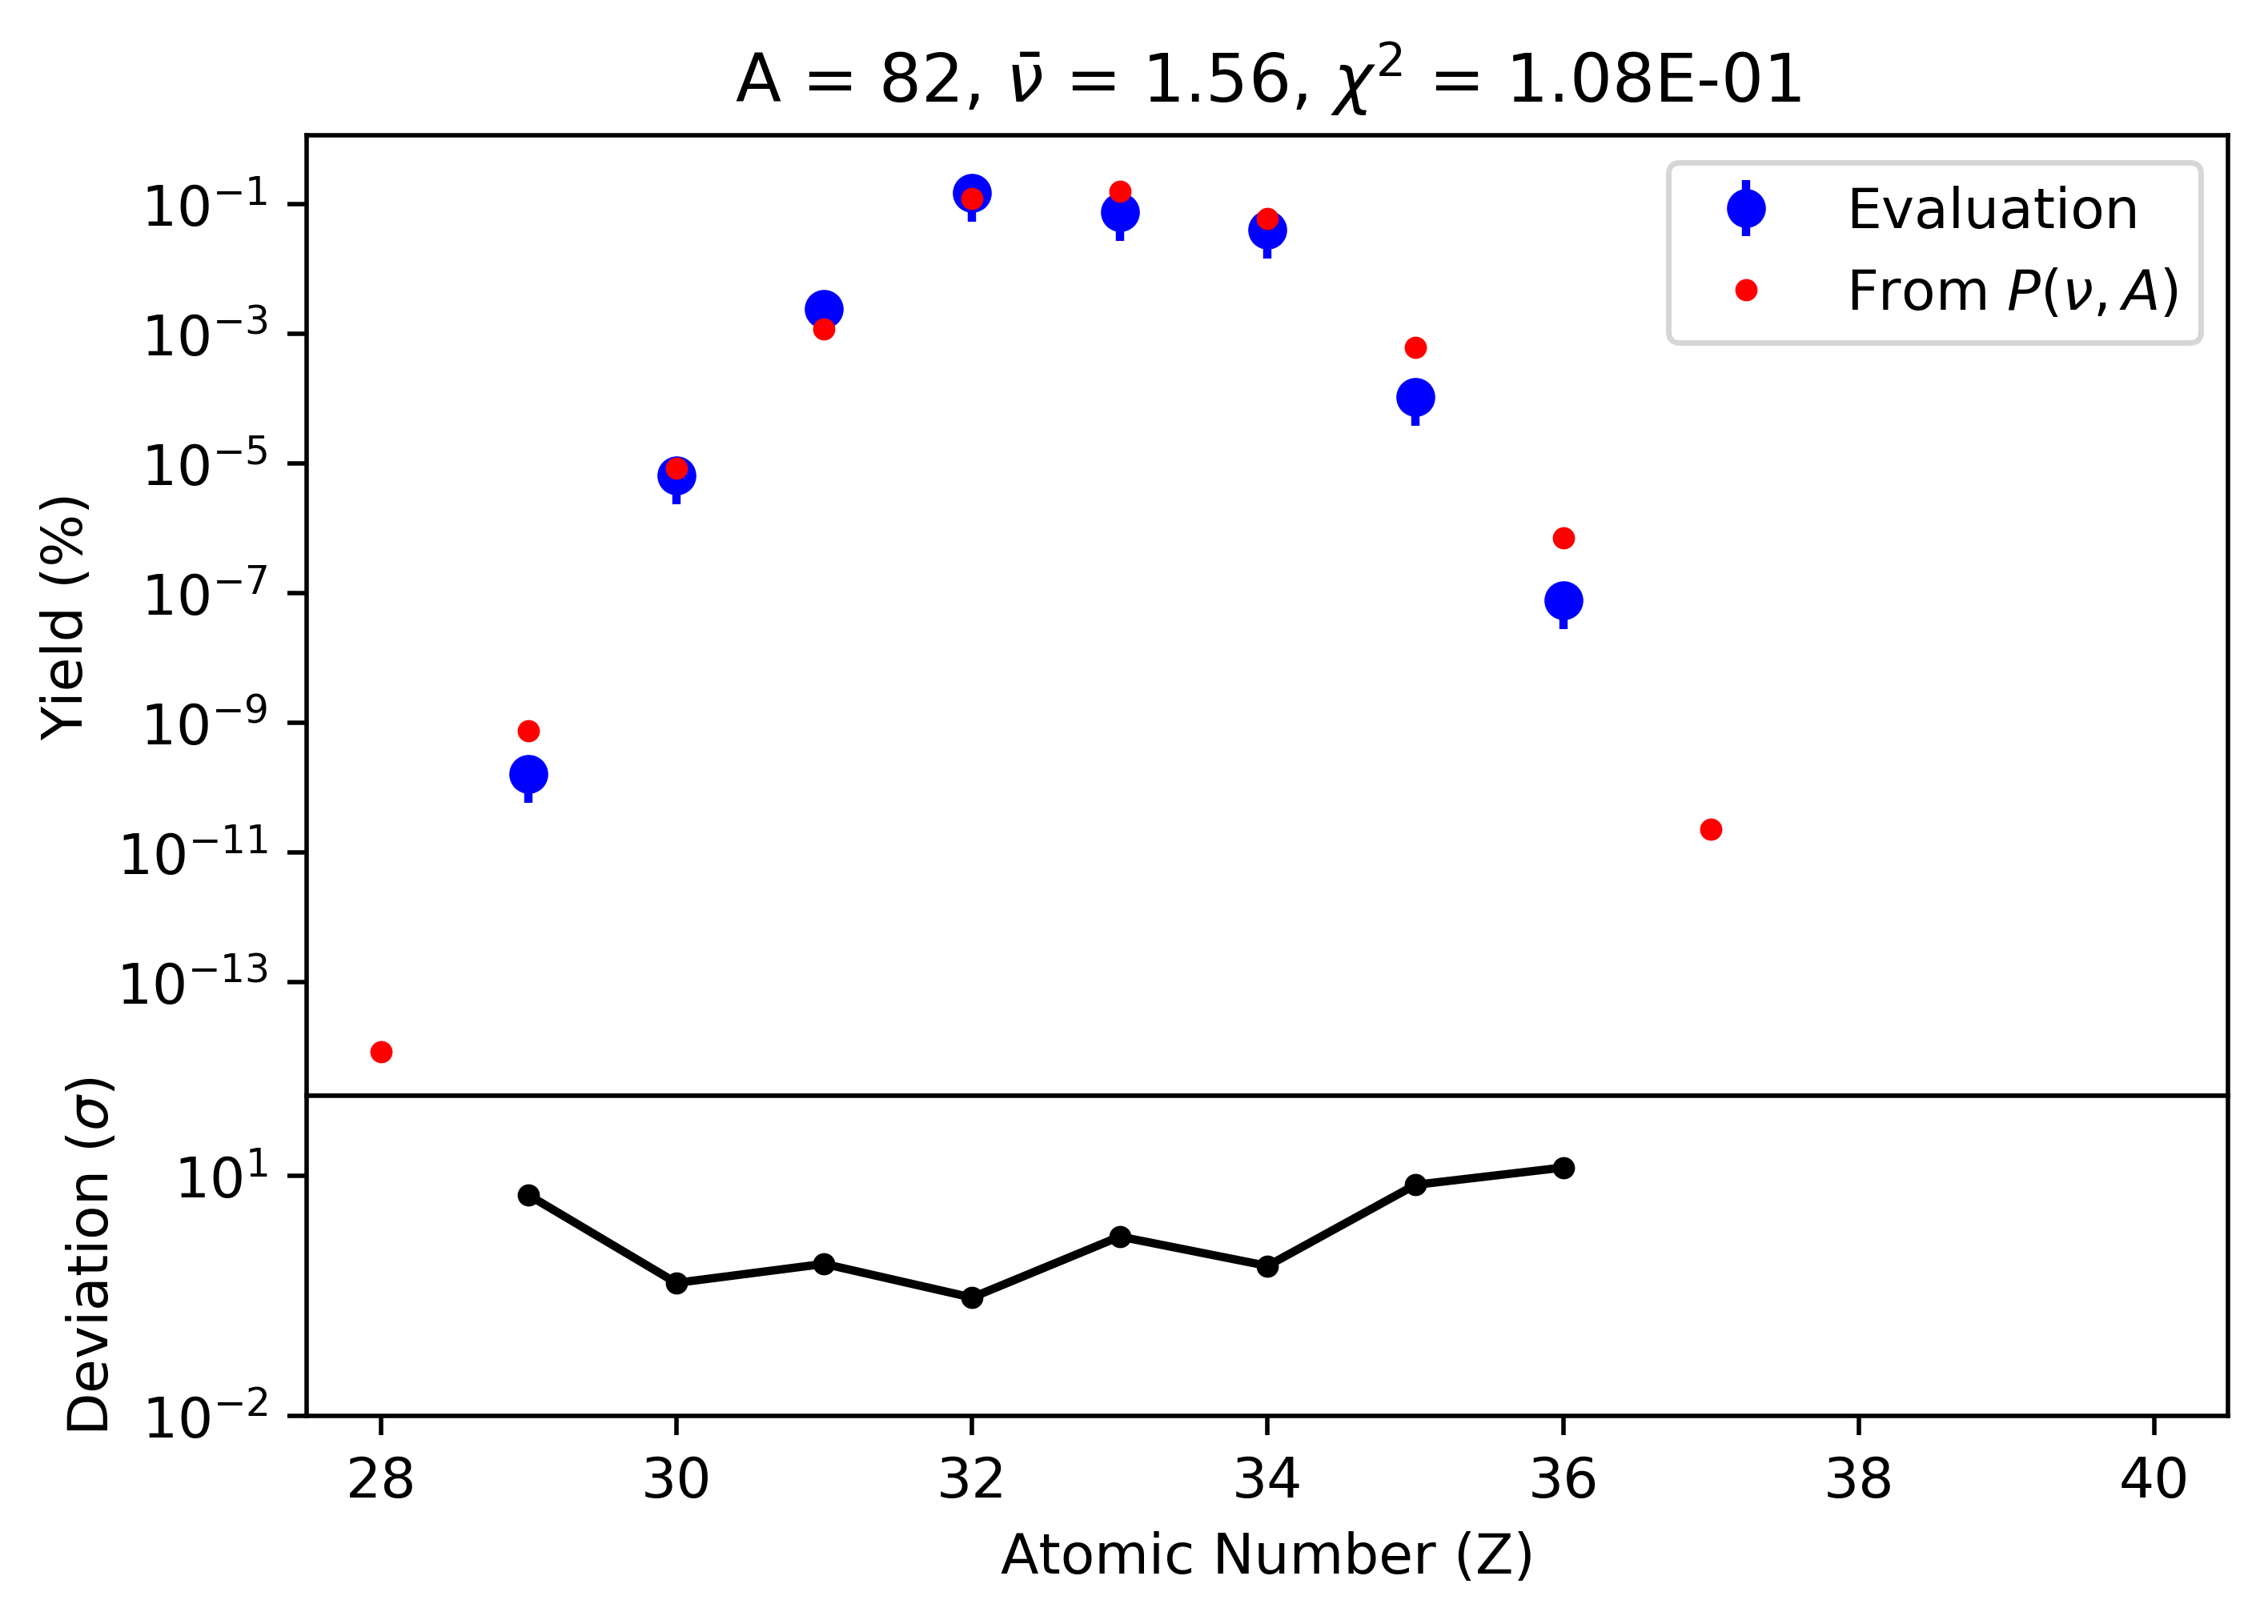 A = 82, ν̄ = 1.56, χ² = 1.08E-01
Evaluation
From P(ν, A)
Yield (%)
10⁻¹
10⁻³
10⁻⁵
10⁻⁷
10⁻⁹
10⁻¹¹
10⁻¹³
Deviation (σ)
10¹
10⁻²
28 30 32 34 36 38 40
Atomic Number (Z)